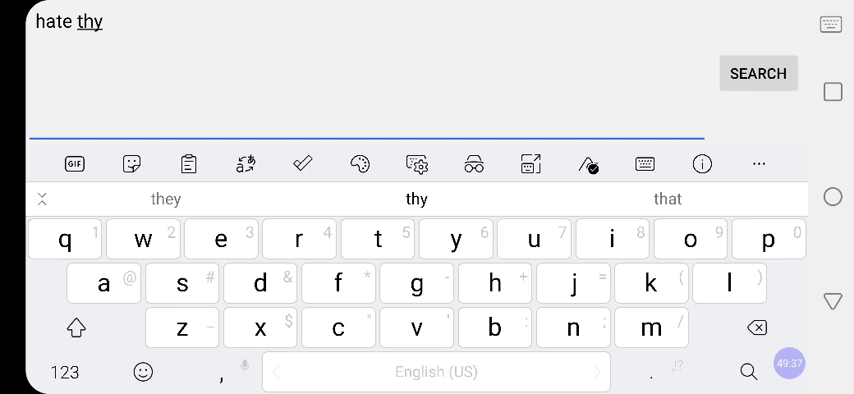 hate thy
SEARCH
GIF
they thy that
q 1 w 2 e 3 r 4 t 5 y 6 u 7 i 8 o 9 p 0
a @ s # d & f * g - h + j = k ( l )
z _ x $ c " v ' b : n ; m /
123 , English (US) . .!? 49:37